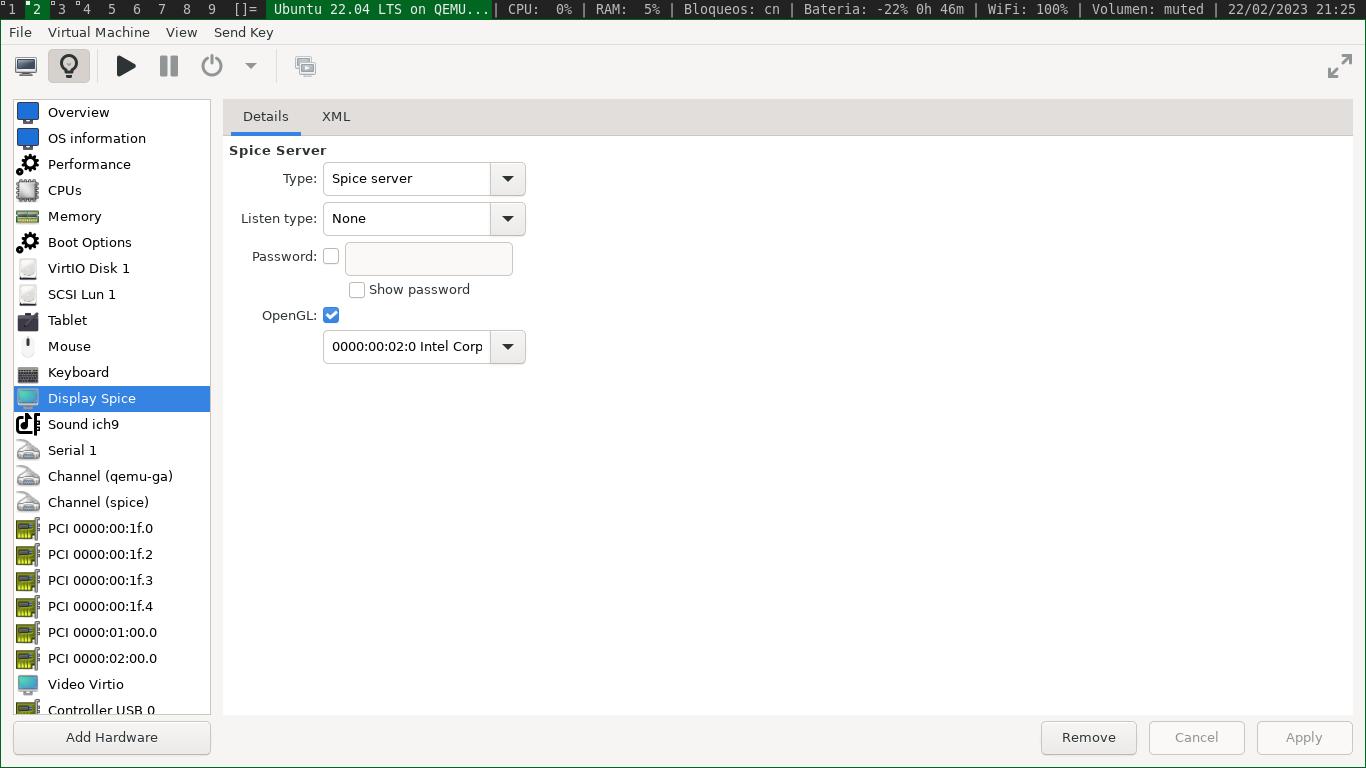 1 2 3 4 5 6 7 8 9 []= Ubuntu 22.04 LTS on QEMU... | CPU: 0% | RAM: 5% | Bloqueos: cn | Bateria: -22% 0h 46m | WiFi: 100% | Volumen: muted | 22/02/2023 21:25
File Virtual Machine View Send Key
Overview
OS information
Performance
CPUs
Memory
Boot Options
VirtIO Disk 1
SCSI Lun 1
Tablet
Mouse
Keyboard
Display Spice
Sound ich9
Serial 1
Channel (qemu-ga)
Channel (spice)
PCI 0000:00:1f.0
PCI 0000:00:1f.2
PCI 0000:00:1f.3
PCI 0000:00:1f.4
PCI 0000:01:00.0
PCI 0000:02:00.0
Video Virtio
Controller USB 0
Add Hardware
Details XML
Spice Server
Type: Spice server
Listen type: None
Password:
Show password
OpenGL:
0000:00:02:0 Intel Corp
Remove Cancel Apply